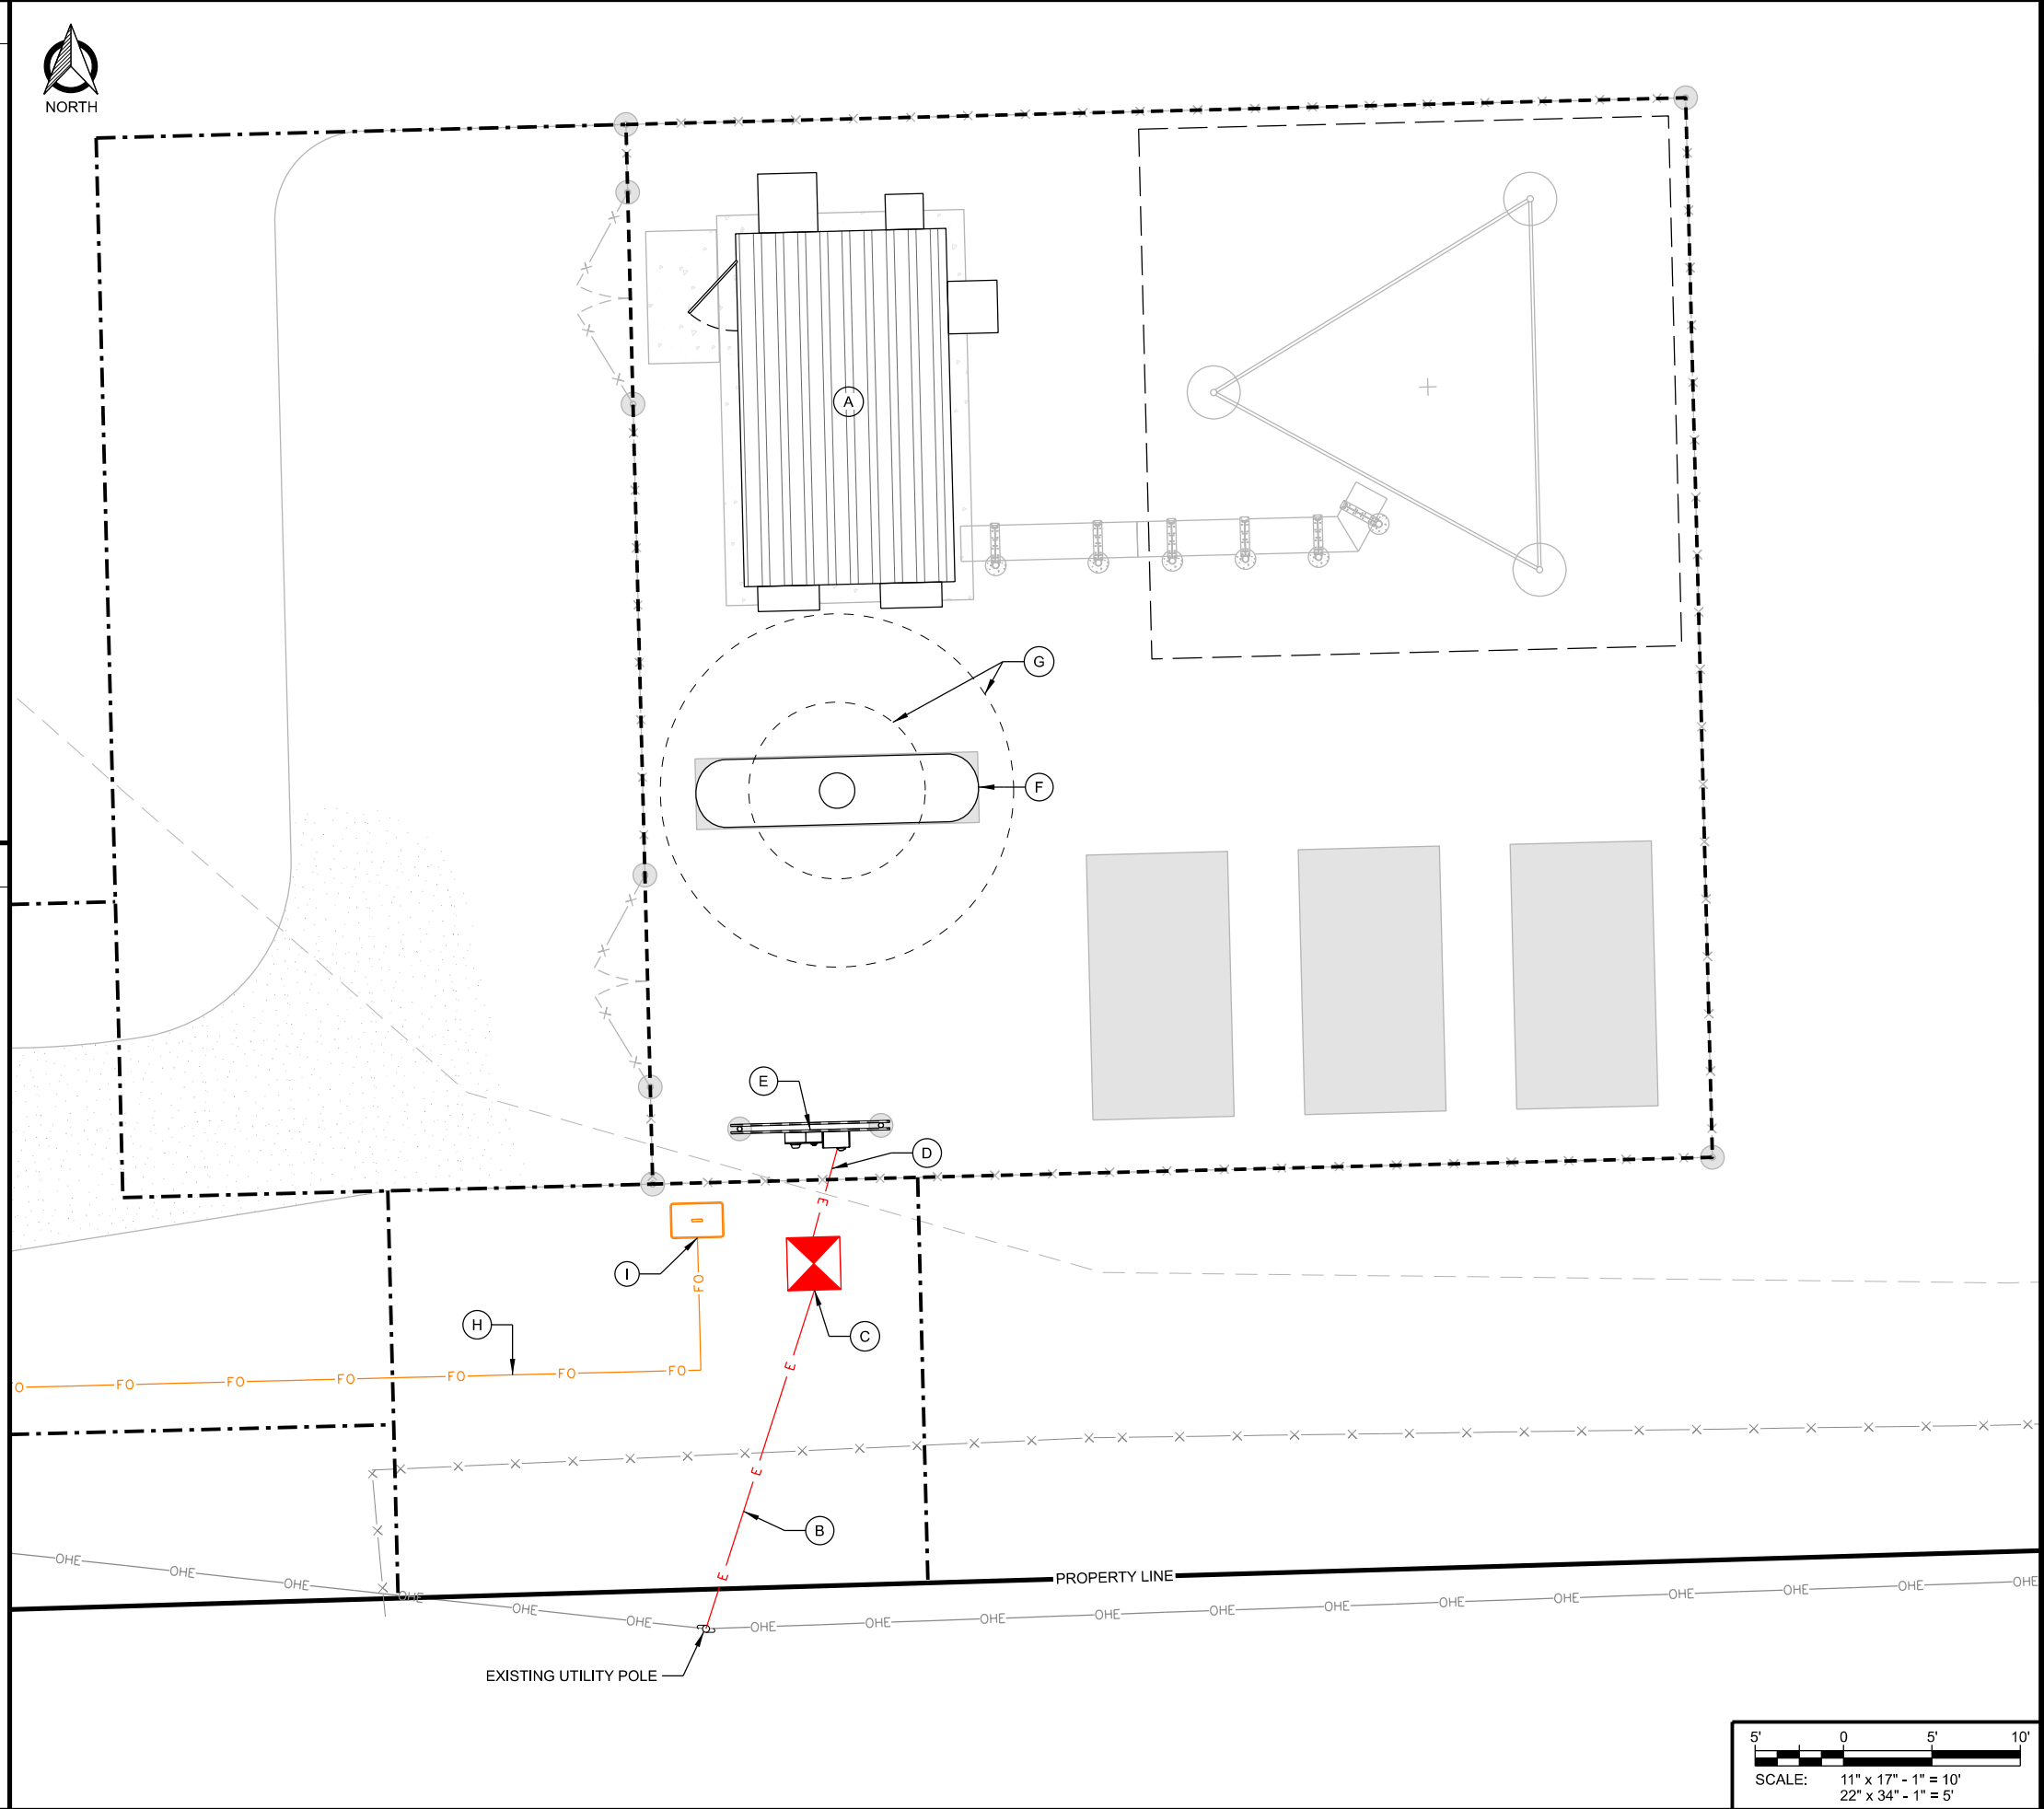 NORTH
A
G
F
E
D
I
FO
E
H
C
O FO FO FO FO FO FO
E
E
B
E
PROPERTY LINE
OHE OHE OHE OHE OHE OHE
OHE OHE OHE OHE OHE OHE OHE OHE OHE OHE OHE OHE
EXISTING UTILITY POLE
5' 0 5' 10'
SCALE: 11" x 17" - 1" = 10'
22" x 34" - 1" = 5'